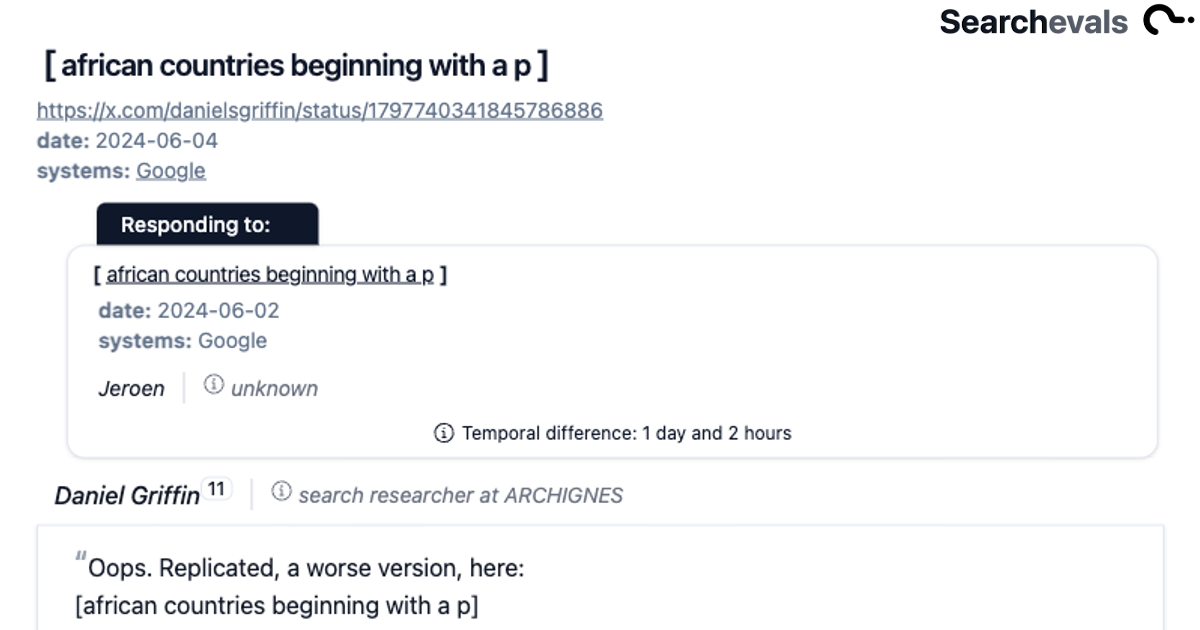 Searchevals
[ african countries beginning with a p ]
https://x.com/danielsgriffin/status/1797740341845786886
date: 2024-06-04
systems: Google
Responding to:
[ african countries beginning with a p ]
date: 2024-06-02
systems: Google
Jeroen unknown
Temporal difference: 1 day and 2 hours
Daniel Griffin 11 search researcher at ARCHIGNES
“Oops. Replicated, a worse version, here:
[african countries beginning with a p]